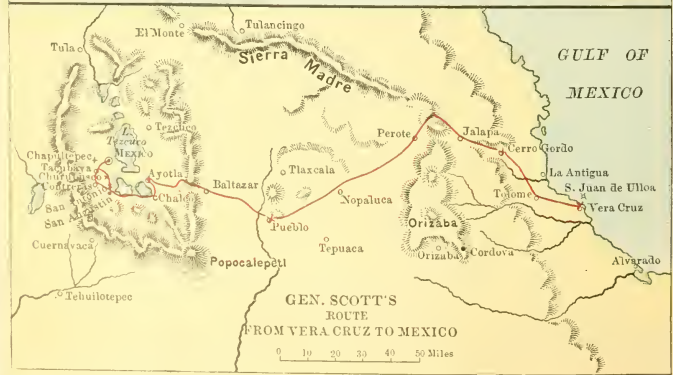 El Monte
Tulancingo
Tula
Sierra Madre
GULF OF
MEXICO
L.
Tezcuco
Tezcuco
MEXICO
Chapultepec
Tacubaya
Churubusco
Contreras
San Antonio
San Augustin
Ayotla
Chalco
Baltazar
Cuernavaca
Popocatepetl
Tehuilotepec
Tlaxcala
Pueblo
Nopaluca
Tepuaca
Perote
Jalapa
Cerro Gordo
La Antigua
S. Juan de Ulloa
Tolome
Vera Cruz
Orizaba
Orizaba
Cordova
Alvarado
GEN. SCOTT'S
ROUTE
FROM VERA CRUZ TO MEXICO
0 10 20 30 40 50 Miles